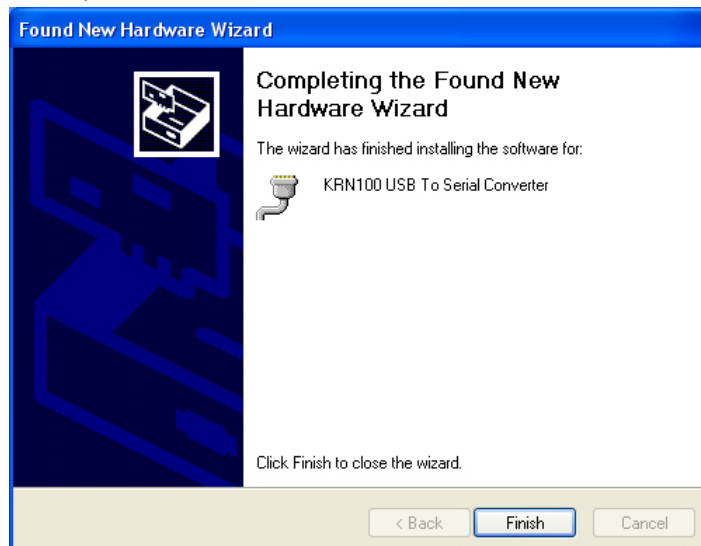 Found New Hardware Wizard
Completing the Found New
Hardware Wizard
The wizard has finished installing the software for:
KRN100 USB To Serial Converter
Click Finish to close the wizard.
< Back
Finish
Cancel